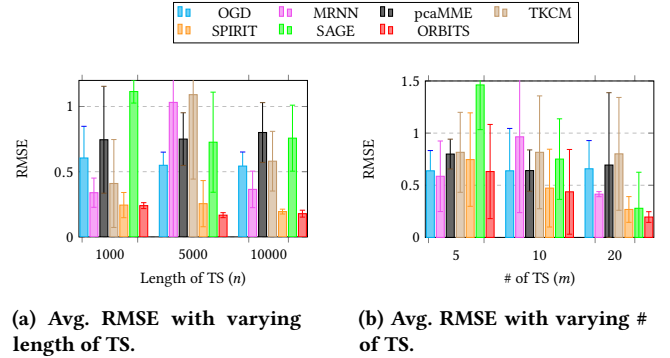 OGD MRNN pcaMME TKCM
SPIRIT SAGE ORBITS
RMSE
1
0.5
0
1000 5000 10000
Length of TS (n)
(a) Avg. RMSE with varying
length of TS.
RMSE
1.5
1
0.5
0
5 10 20
# of TS (m)
(b) Avg. RMSE with varying #
of TS.